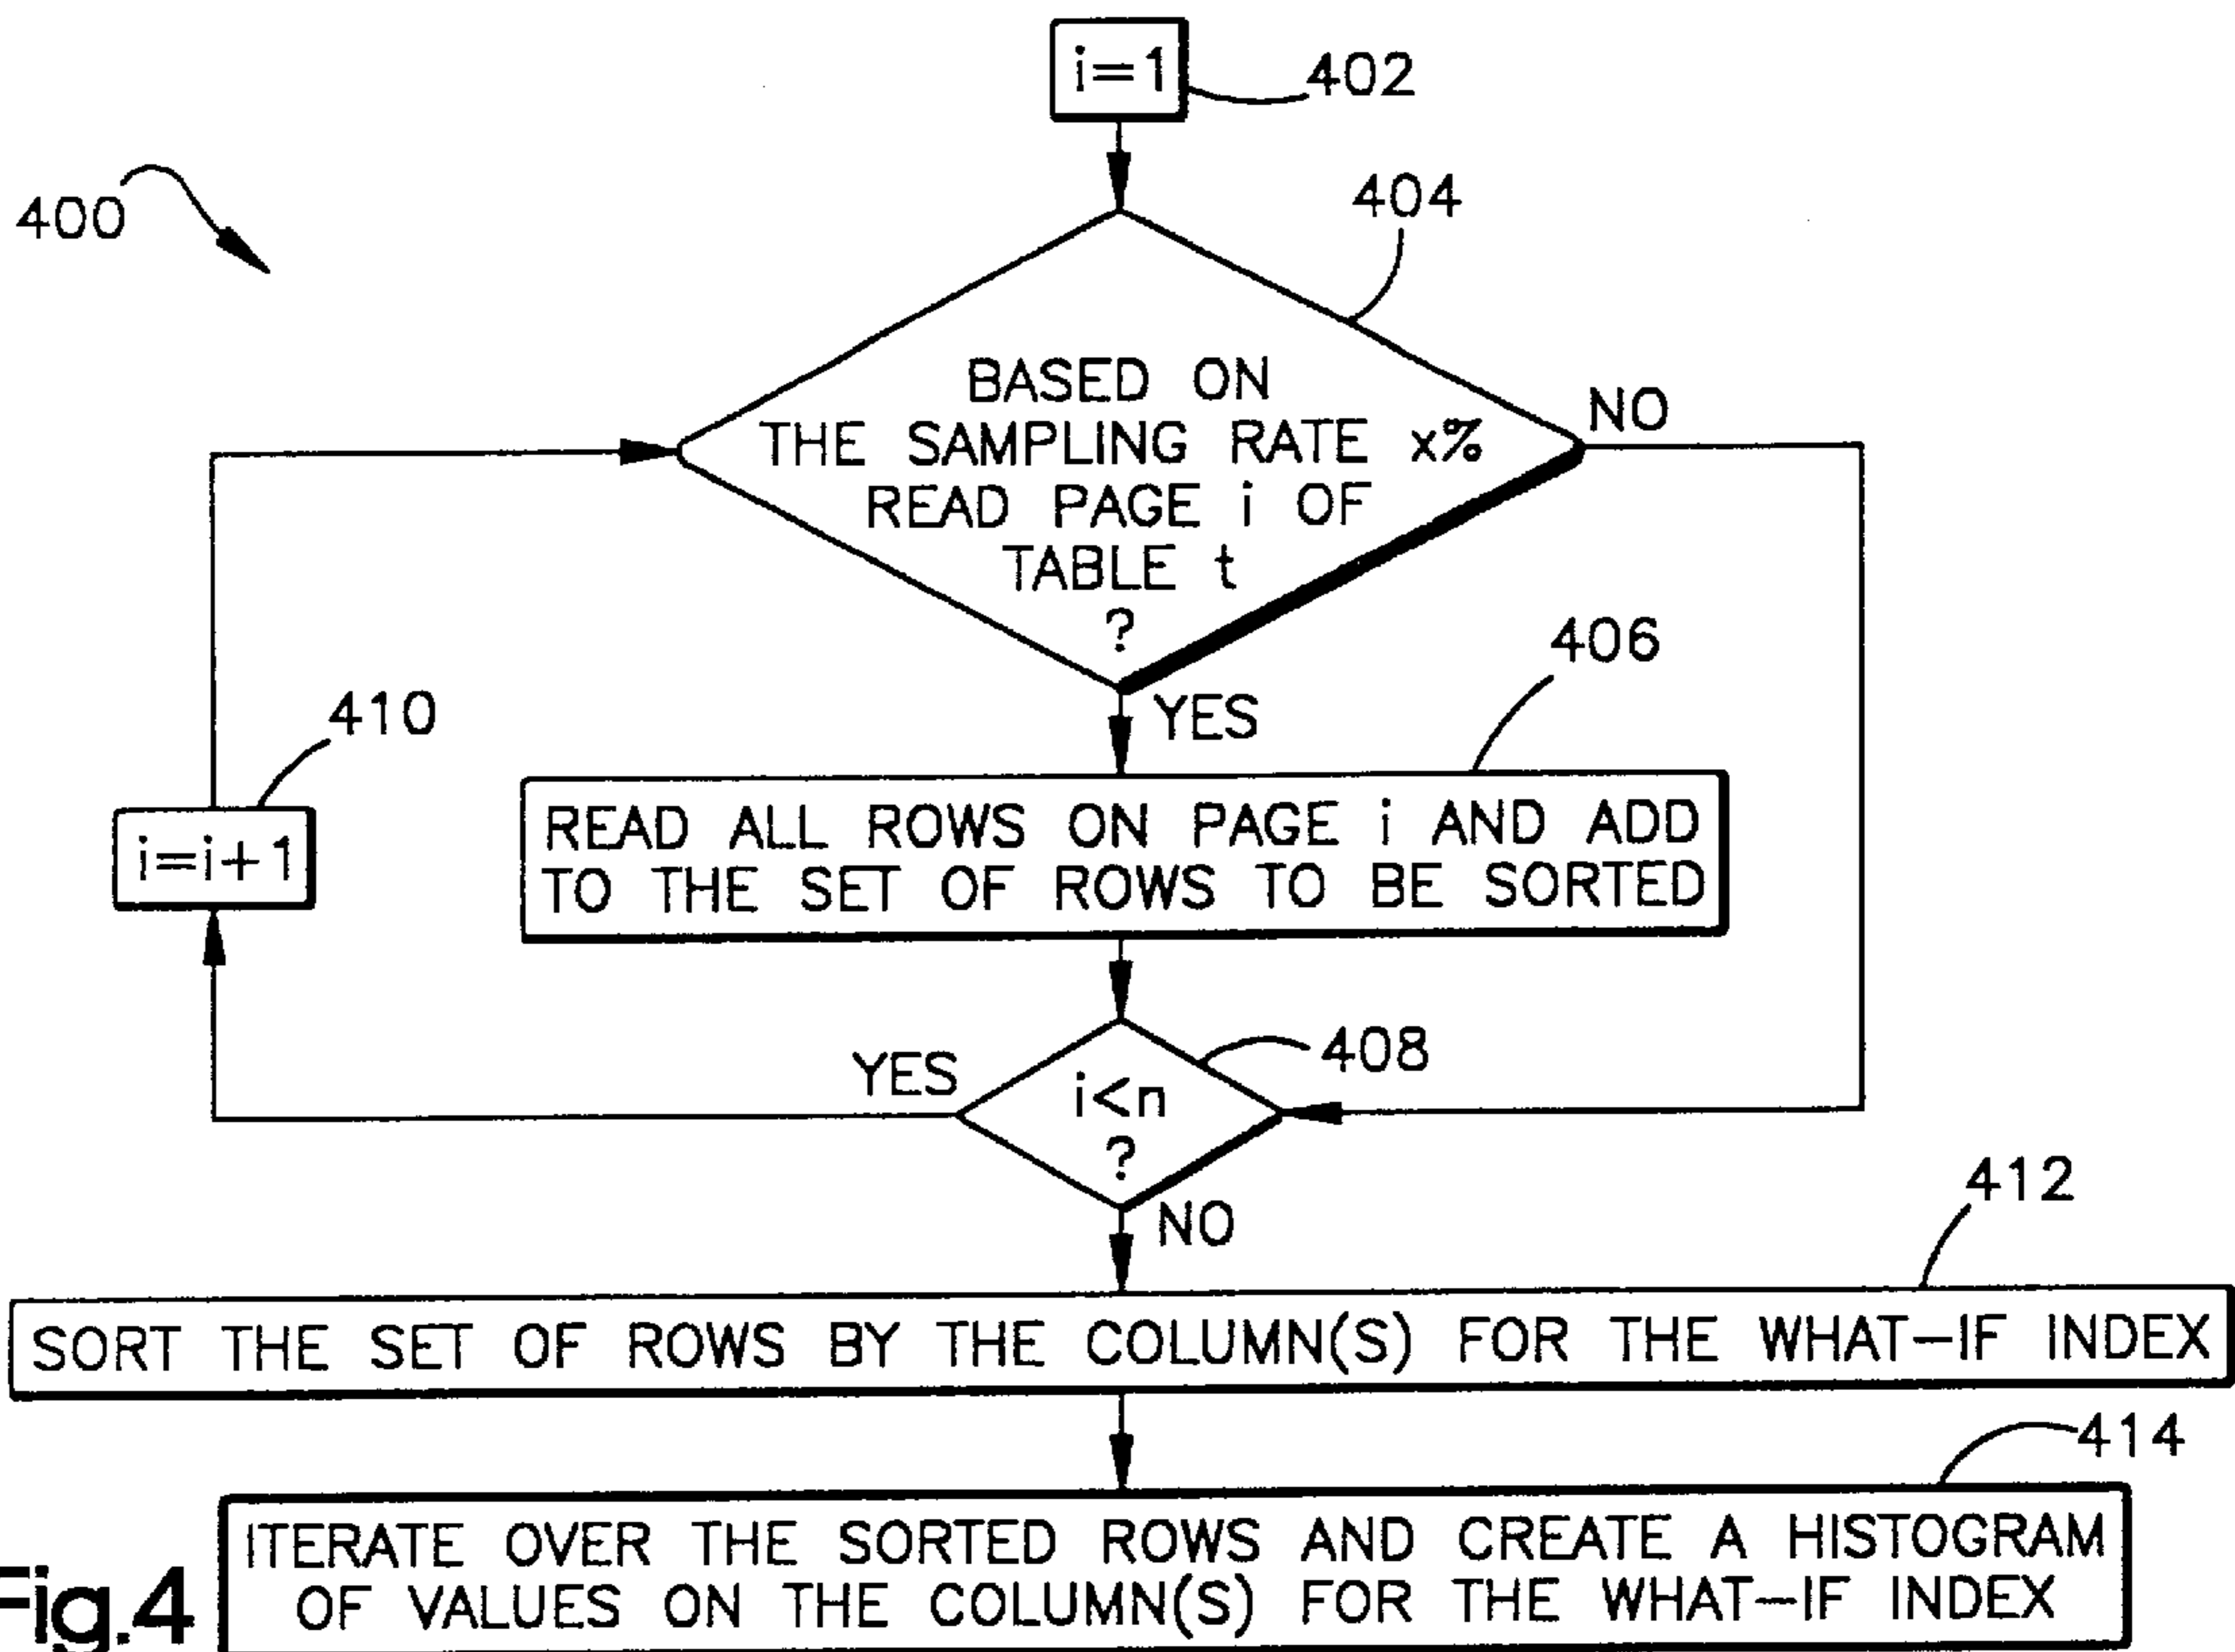 i=1
402
400
404
BASED ON
THE SAMPLING RATE x%
READ PAGE i OF
TABLE t
?
NO
YES
406
410
i=i+1
READ ALL ROWS ON PAGE i AND ADD
TO THE SET OF ROWS TO BE SORTED
408
YES
i<n
?
NO
412
SORT THE SET OF ROWS BY THE COLUMN(S) FOR THE WHAT-IF INDEX
414
ITERATE OVER THE SORTED ROWS AND CREATE A HISTOGRAM
OF VALUES ON THE COLUMN(S) FOR THE WHAT-IF INDEX
Fig.4